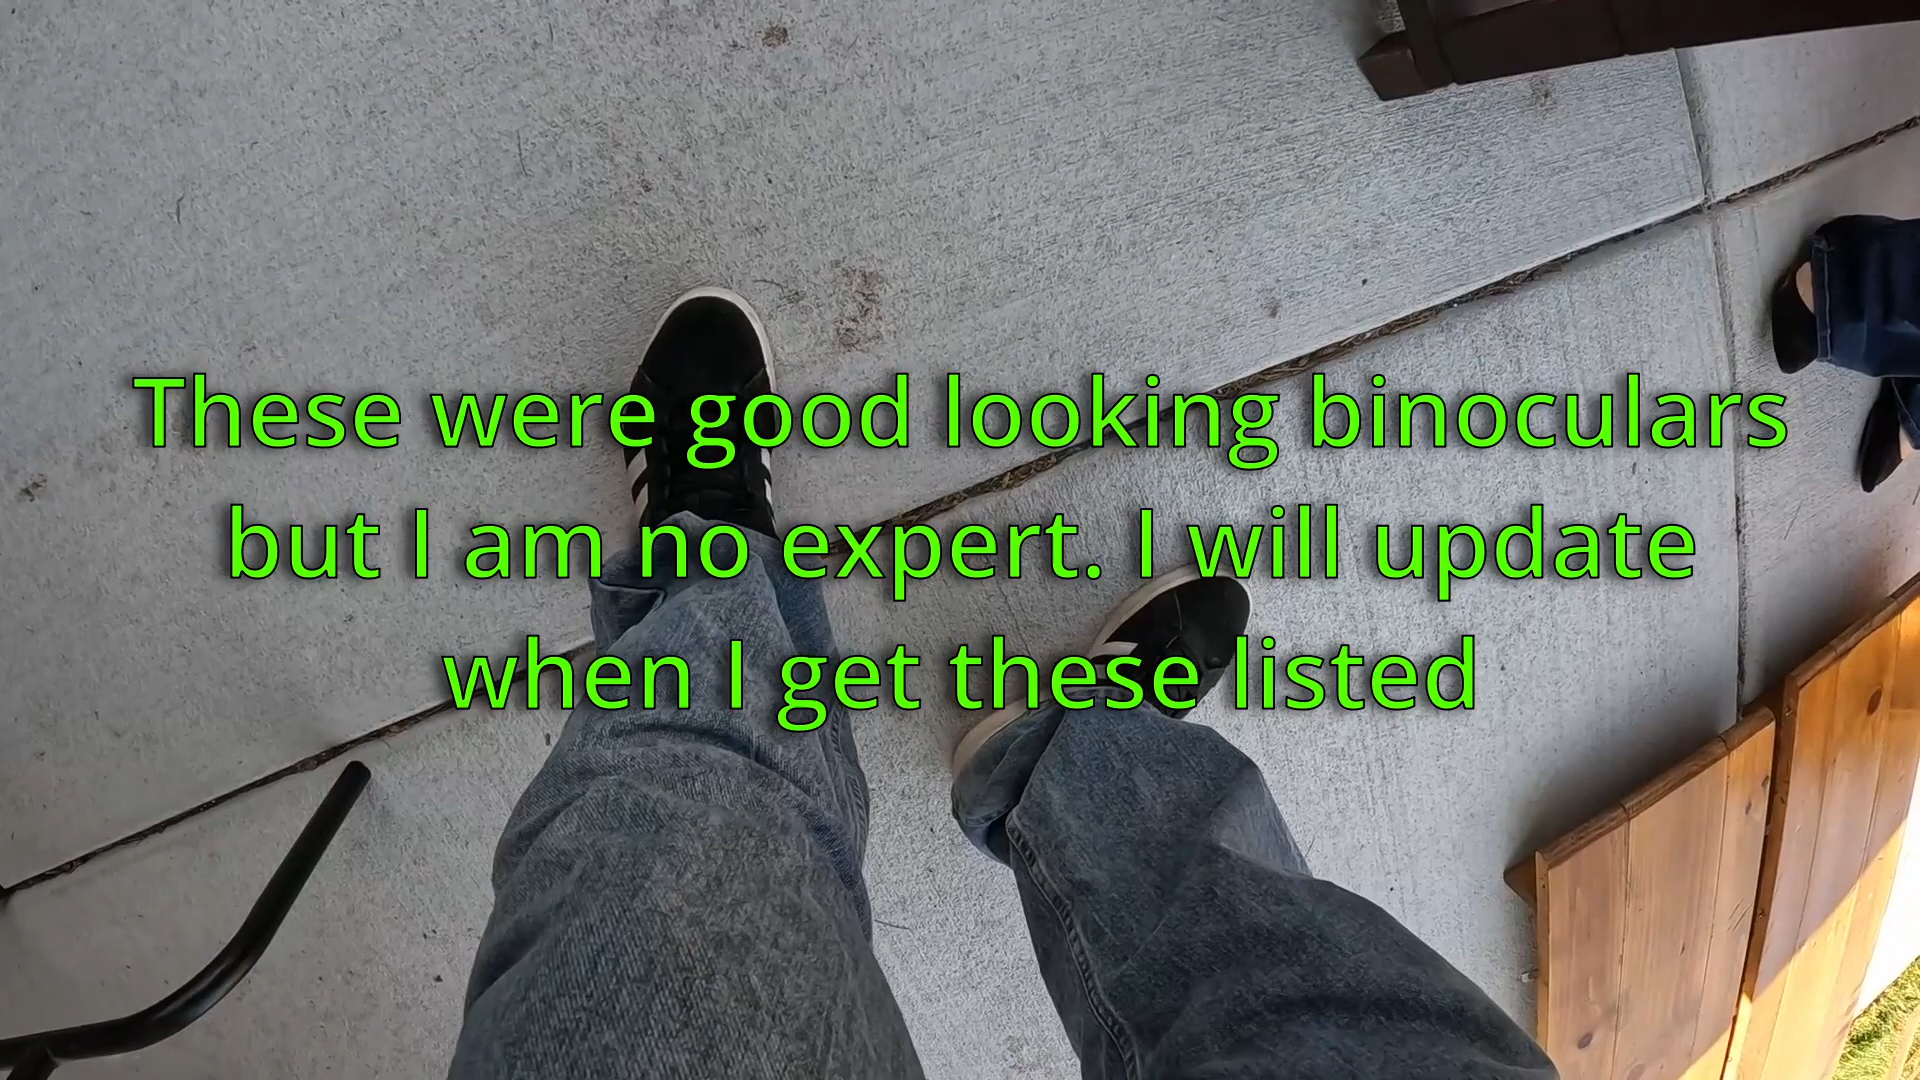 These were good looking binoculars
but I am no expert. I will update
when I get these listed